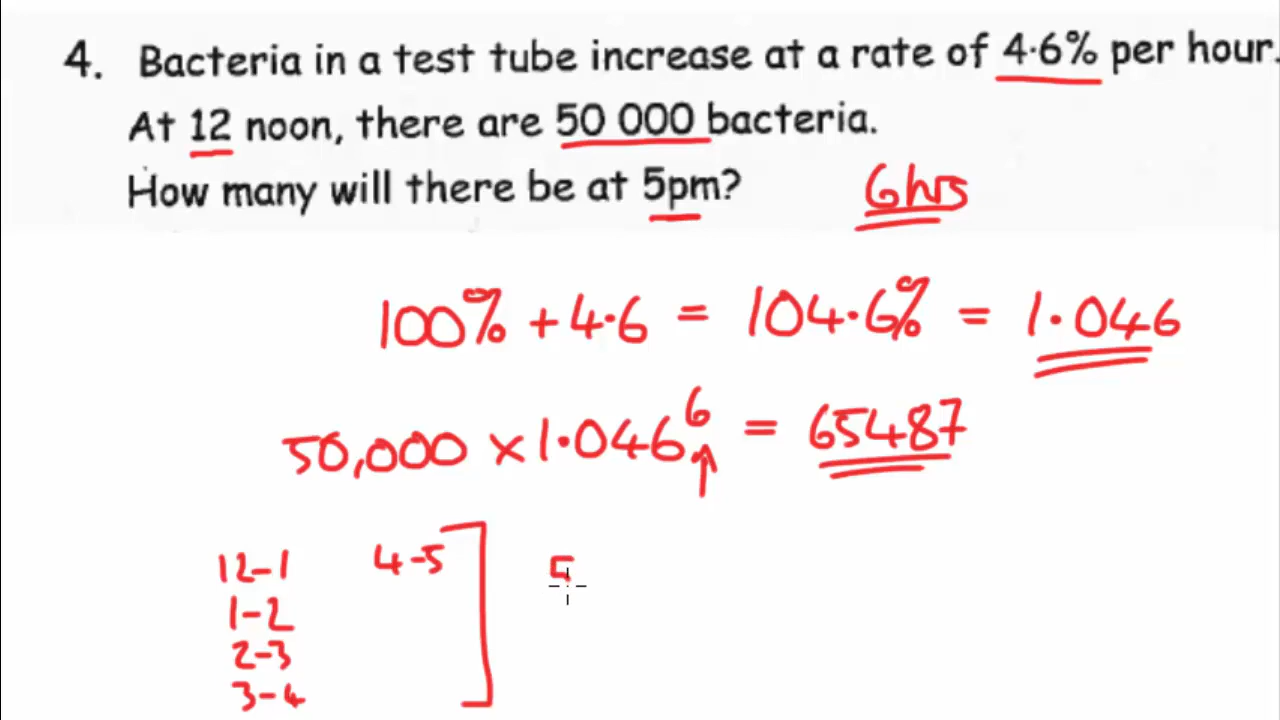 4. Bacteria in a test tube increase at a rate of 4·6% per hour.
At 12 noon, there are 50 000 bacteria.
How many will there be at 5pm?
6hrs
100% + 4·6 = 104·6% = 1·046
50,000 × 1·046⁶ = 65487
↑
12-1 4-5 ] 5
1-2
2-3
3-4